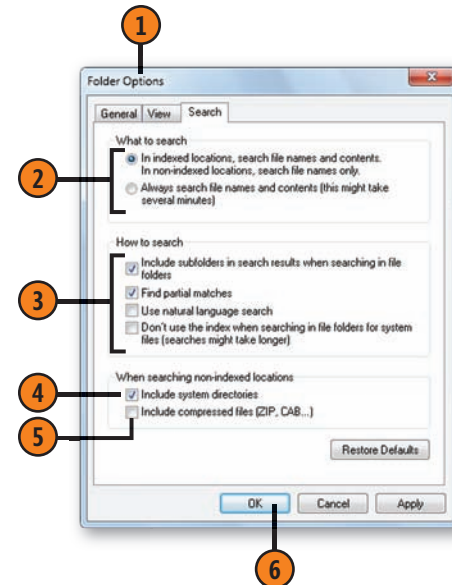 1
Folder Options
General View Search
What to search
2
In indexed locations, search file names and contents.
In non-indexed locations, search file names only.
Always search file names and contents (this might take
several minutes)
How to search
3
Include subfolders in search results when searching in file
folders
Find partial matches
Use natural language search
Don't use the index when searching in file folders for system
files (searches might take longer)
When searching non-indexed locations
4
Include system directories
5
Include compressed files (ZIP, CAB...)
Restore Defaults
OK Cancel Apply
6